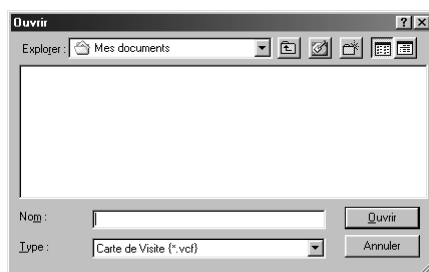 Ouvrir
Explorer : Mes documents
Nom :
Ouvrir
Type : Carte de Visite (*.vcf)
Annuler